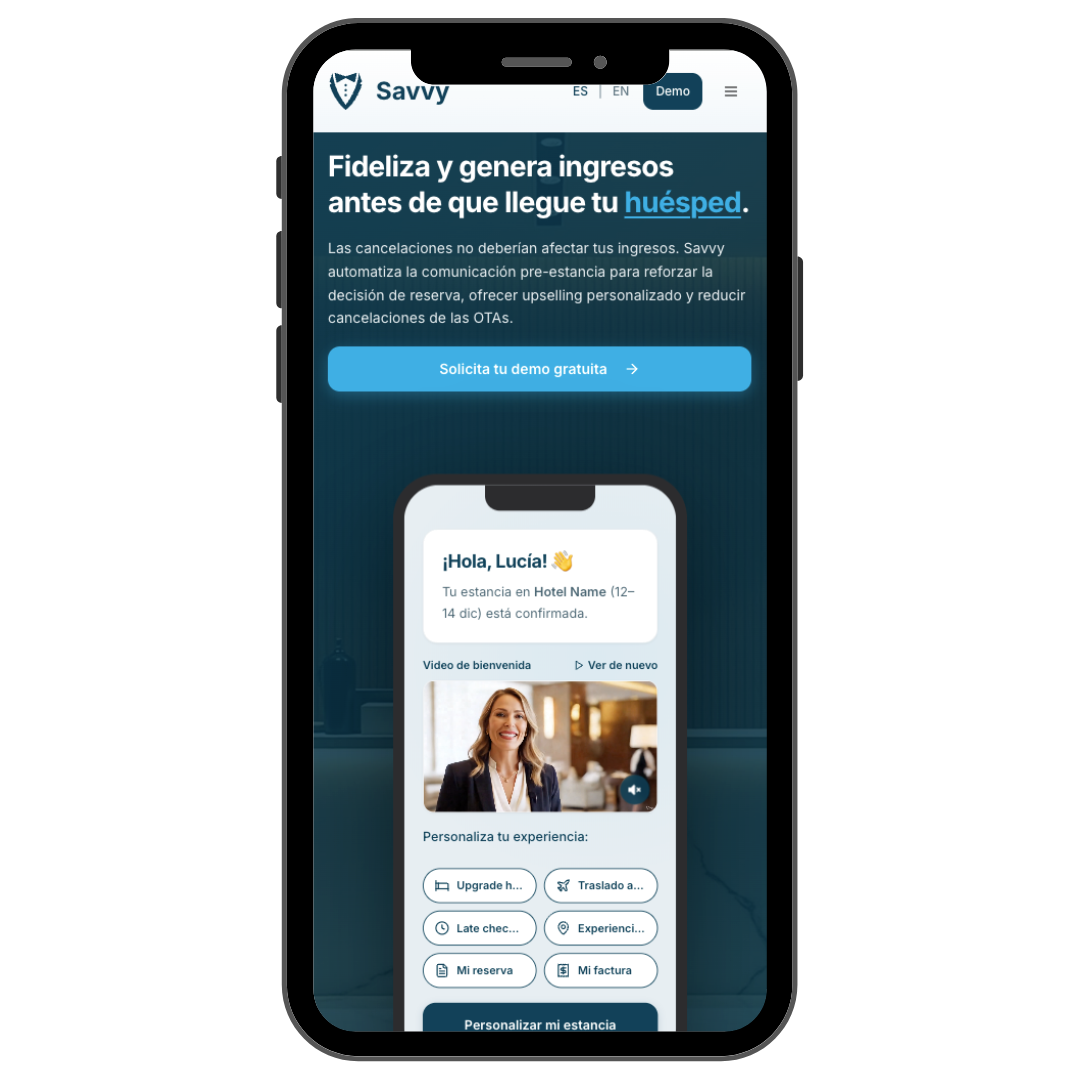 Savvy
ES | EN
Demo
Fideliza y genera ingresos
antes de que llegue tu huésped.
Las cancelaciones no deberían afectar tus ingresos. Savvy
automatiza la comunicación pre-estancia para reforzar la
decisión de reserva, ofrecer upselling personalizado y reducir
cancelaciones de las OTAs.
Solicita tu demo gratuita →
¡Hola, Lucía! 👋
Tu estancia en Hotel Name (12–
14 dic) está confirmada.
Video de bienvenida
Ver de nuevo
Personaliza tu experiencia:
Upgrade h...
Traslado a...
Late chec...
Experienci...
Mi reserva
Mi factura
Personalizar mi estancia